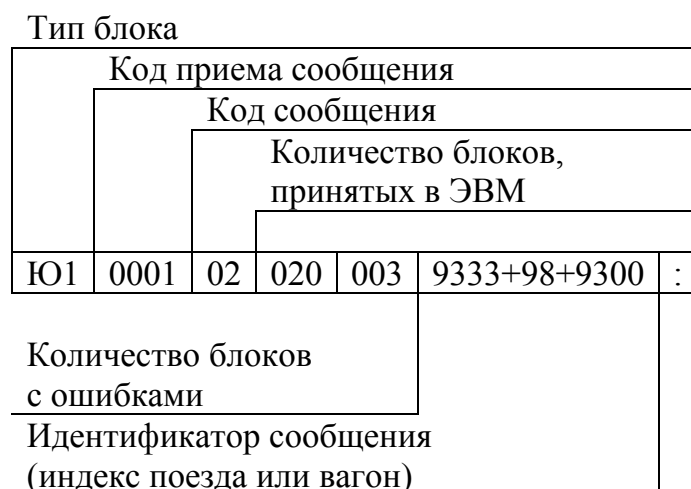 Тип блока
Код приема сообщения
Код сообщения
Количество блоков,
принятых в ЭВМ
Ю1 0001 02 020 003 9333+98+9300 :
Количество блоков
с ошибками
Идентификатор сообщения
(индекс поезда или вагон)